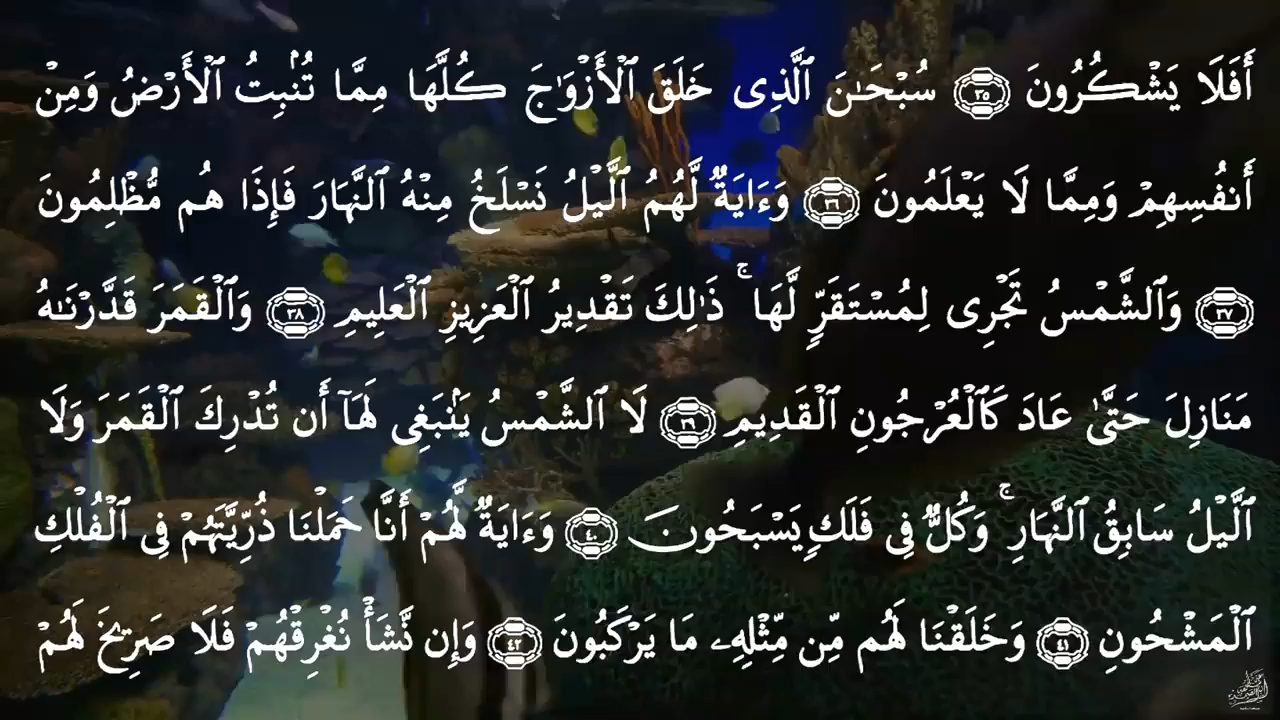 أَفَلَا يَشْكُرُونَ ٣٥ سُبْحَـٰنَ ٱلَّذِى خَلَقَ ٱلْأَزْوَٰجَ كُلَّهَا مِمَّا تُنۢبِتُ ٱلْأَرْضُ وَمِنْ
أَنفُسِهِمْ وَمِمَّا لَا يَعْلَمُونَ ٣٦ وَءَايَةٌ لَّهُمُ ٱلَّيْلُ نَسْلَخُ مِنْهُ ٱلنَّهَارَ فَإِذَا هُم مُّظْلِمُونَ
٣٧ وَٱلشَّمْسُ تَجْرِى لِمُسْتَقَرٍّ لَّهَا ۚ ذَٰلِكَ تَقْدِيرُ ٱلْعَزِيزِ ٱلْعَلِيمِ ٣٨ وَٱلْقَمَرَ قَدَّرْنَـٰهُ
مَنَازِلَ حَتَّىٰ عَادَ كَٱلْعُرْجُونِ ٱلْقَدِيمِ ٣٩ لَا ٱلشَّمْسُ يَنۢبَغِى لَهَآ أَن تُدْرِكَ ٱلْقَمَرَ وَلَا
ٱلَّيْلُ سَابِقُ ٱلنَّهَارِ ۚ وَكُلٌّ فِى فَلَكٍ يَسْبَحُونَ ٤٠ وَءَايَةٌ لَّهُمْ أَنَّا حَمَلْنَا ذُرِّيَّتَهُمْ فِى ٱلْفُلْكِ
ٱلْمَشْحُونِ ٤١ وَخَلَقْنَا لَهُم مِّن مِّثْلِهِۦ مَا يَرْكَبُونَ ٤٢ وَإِن نَّشَأْ نُغْرِقْهُمْ فَلَا صَرِيخَ لَهُمْ